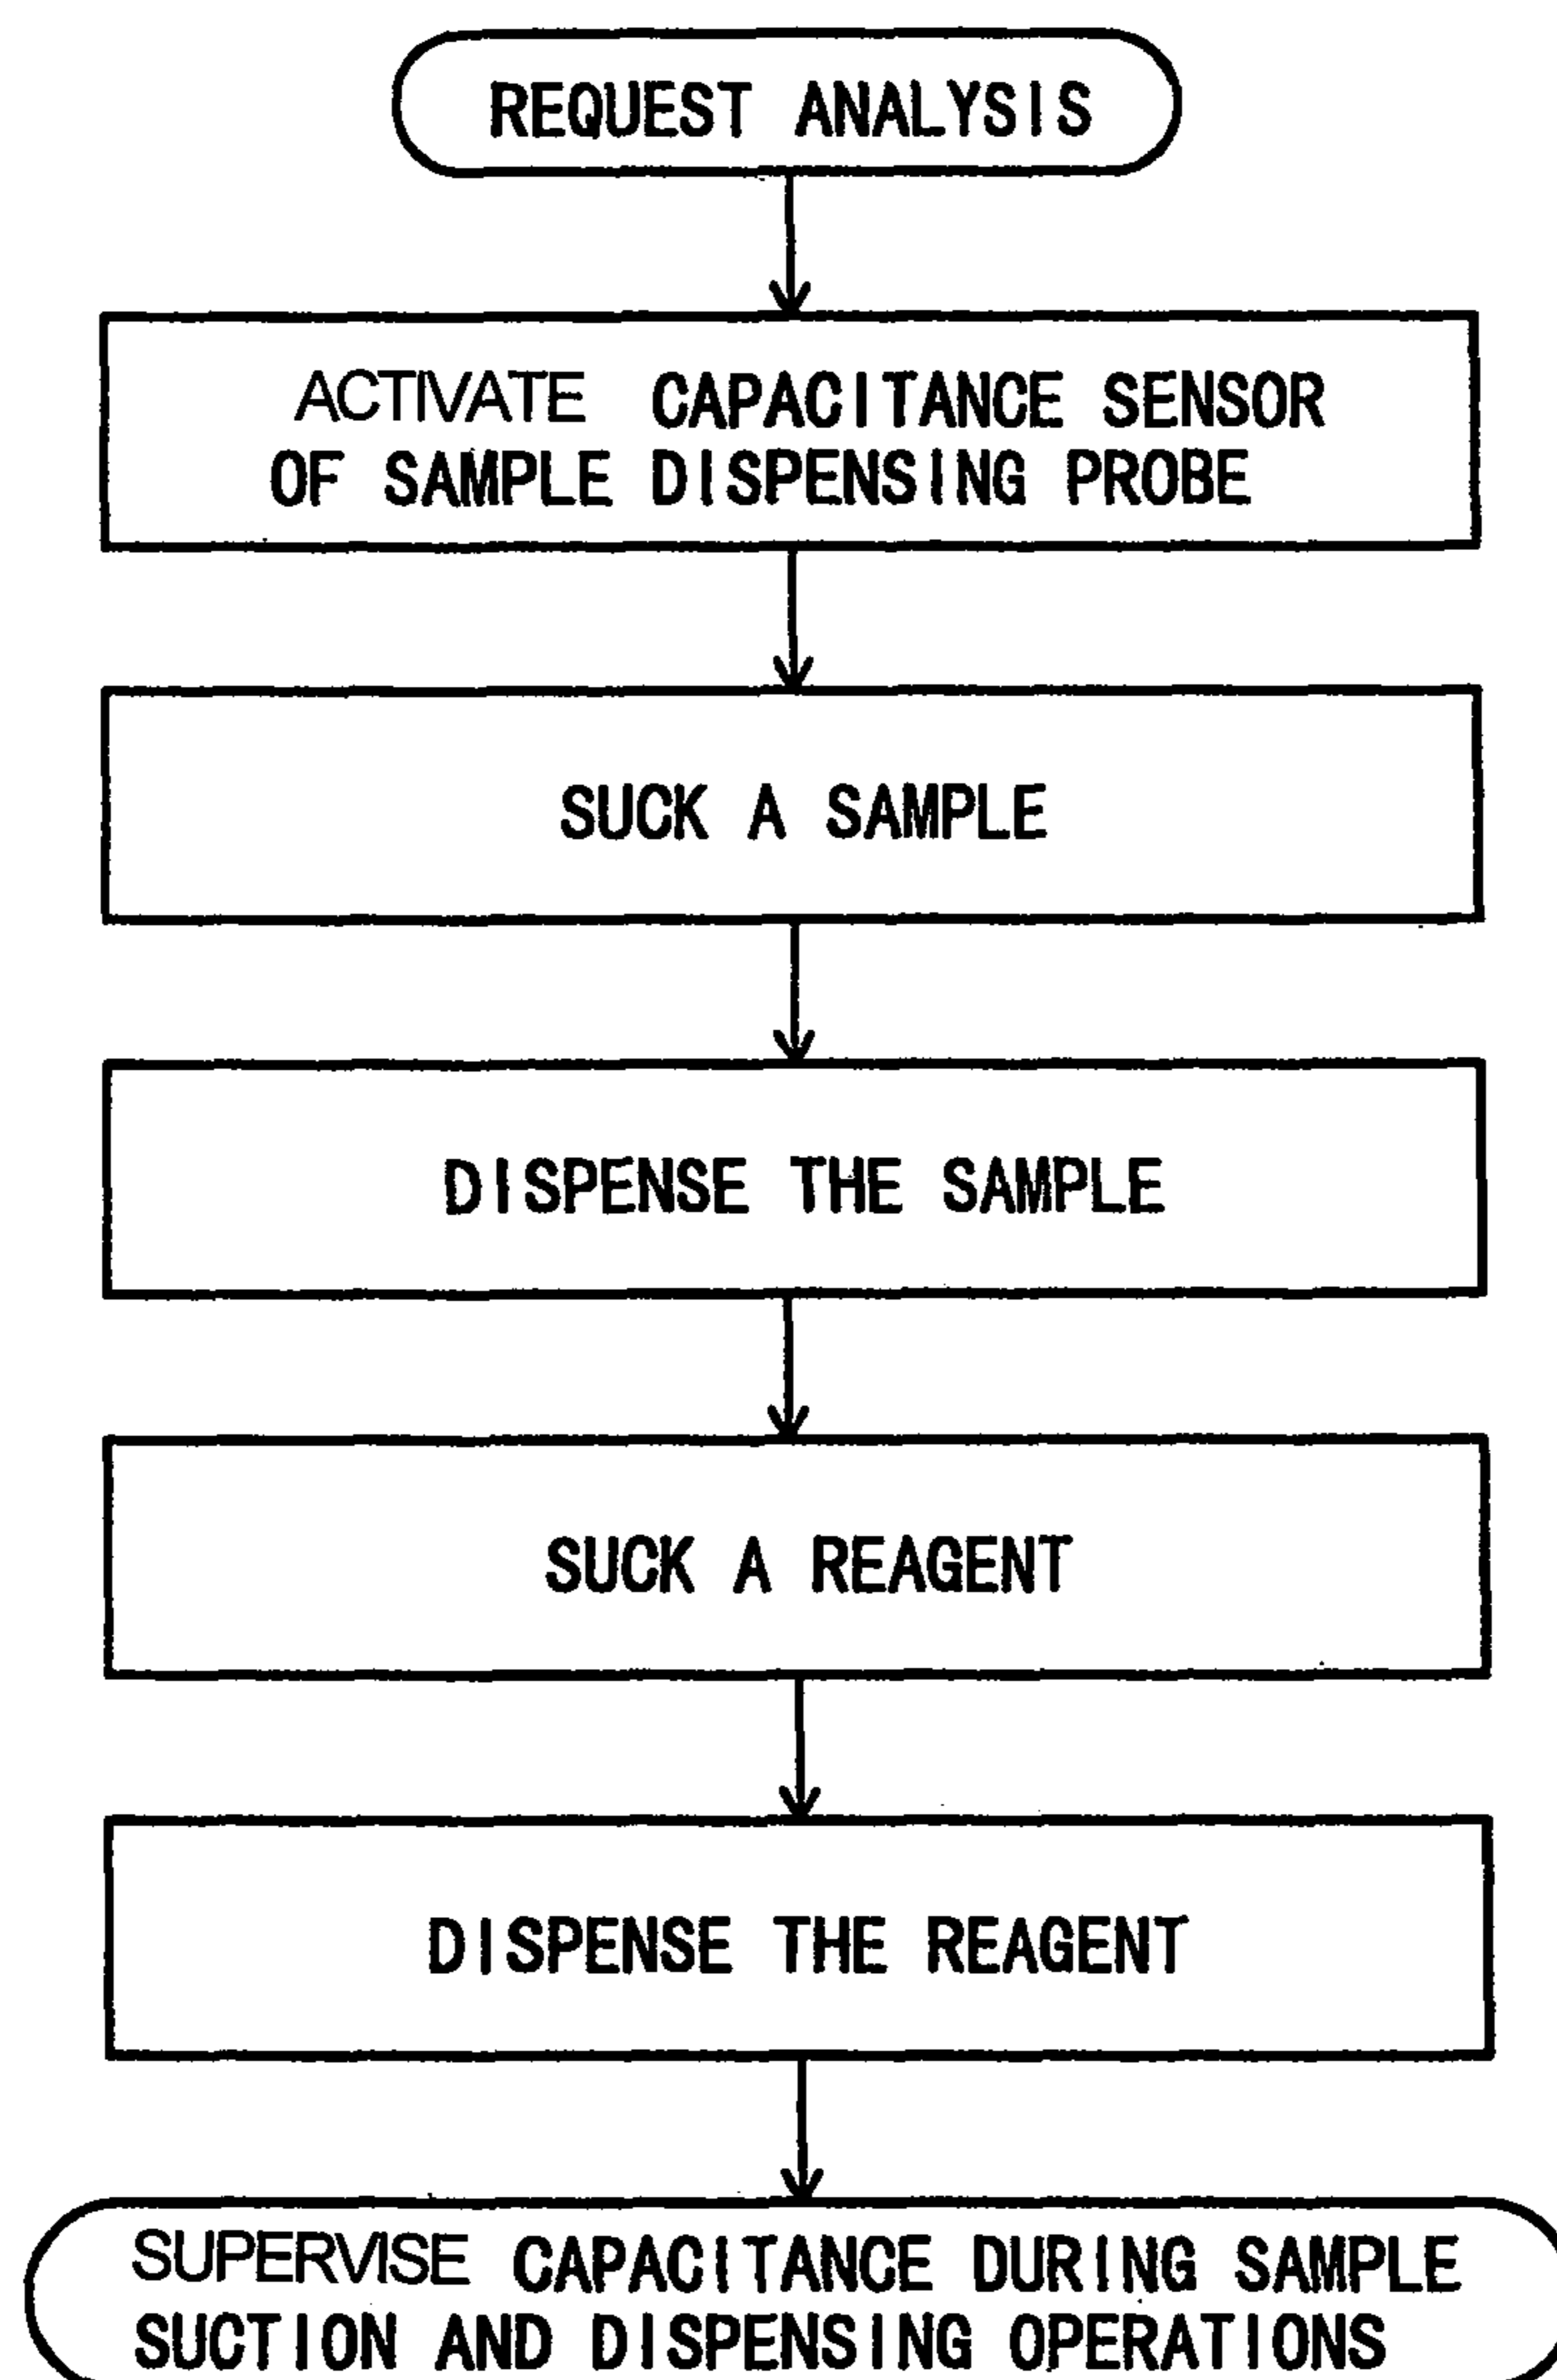 REQUEST ANALYSIS
ACTIVATE CAPACITANCE SENSOR
OF SAMPLE DISPENSING PROBE
SUCK A SAMPLE
DISPENSE THE SAMPLE
SUCK A REAGENT
DISPENSE THE REAGENT
SUPERVISE CAPACITANCE DURING SAMPLE
SUCTION AND DISPENSING OPERATIONS